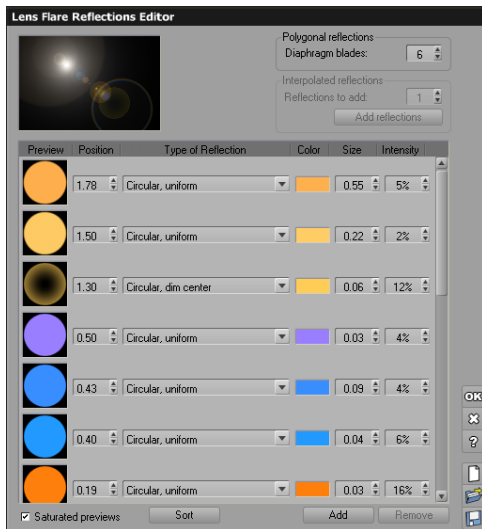 Lens Flare Reflections Editor
Polygonal reflections
Diaphragm blades: 6
Interpolated reflections
Reflections to add: 1
Add reflections
Preview Position Type of Reflection Color Size Intensity
1.78 Circular, uniform 0.55 5%
1.50 Circular, uniform 0.22 2%
1.30 Circular, dim center 0.06 12%
0.50 Circular, uniform 0.03 4%
0.43 Circular, uniform 0.09 4%
0.40 Circular, uniform 0.04 6%
0.19 Circular, uniform 0.03 16%
OK
?
Saturated previews Sort Add Remove